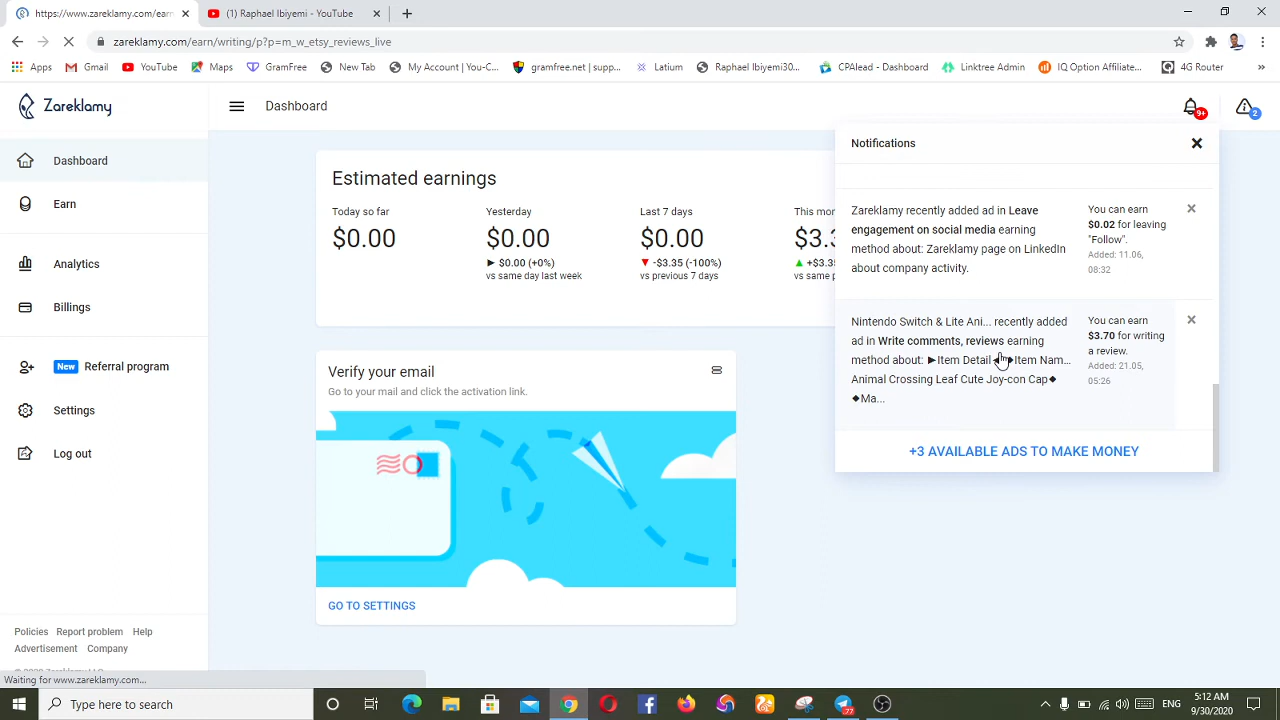 https://www.zareklamy.com/earn
(1) Raphael Ibiyemi - YouTube
zareklamy.com/earn/writing/p?p=m_w_etsy_reviews_live
Apps
Gmail
YouTube
Maps
GramFree
New Tab
My Account | You-C...
gramfree.net | supp...
Latium
Raphael Ibiyemi30...
CPAlead - Dashboard
Linktree Admin
IQ Option Affiliate...
4G Router
»
Zareklamy
Dashboard
9+
2
Dashboard
Earn
Analytics
Billings
New Referral program
Settings
Log out
Policies Report problem Help
Advertisement Company
Waiting for www.zareklamy.com...
Estimated earnings
Today so far
$0.00
Yesterday
$0.00
► $0.00 (+0%)
vs same day last week
Last 7 days
$0.00
▼ -$3.35 (-100%)
vs previous 7 days
This mon
$3.3
▲ +$3.35
vs same p
Verify your email
Go to your mail and click the activation link.
GO TO SETTINGS
Notifications
Zareklamy recently added ad in Leave
engagement on social media earning
method about: Zareklamy page on LinkedIn
about company activity.
You can earn
$0.02 for leaving
"Follow".
Added: 11.06,
08:32
Nintendo Switch & Lite Ani... recently added
ad in Write comments, reviews earning
method about: ▶Item Detail ◀▶Item Nam...
Animal Crossing Leaf Cute Joy-con Cap◆
◆Ma...
You can earn
$3.70 for writing
a review.
Added: 21.05,
05:26
+3 AVAILABLE ADS TO MAKE MONEY
Type here to search
77
ENG
5:12 AM
9/30/2020